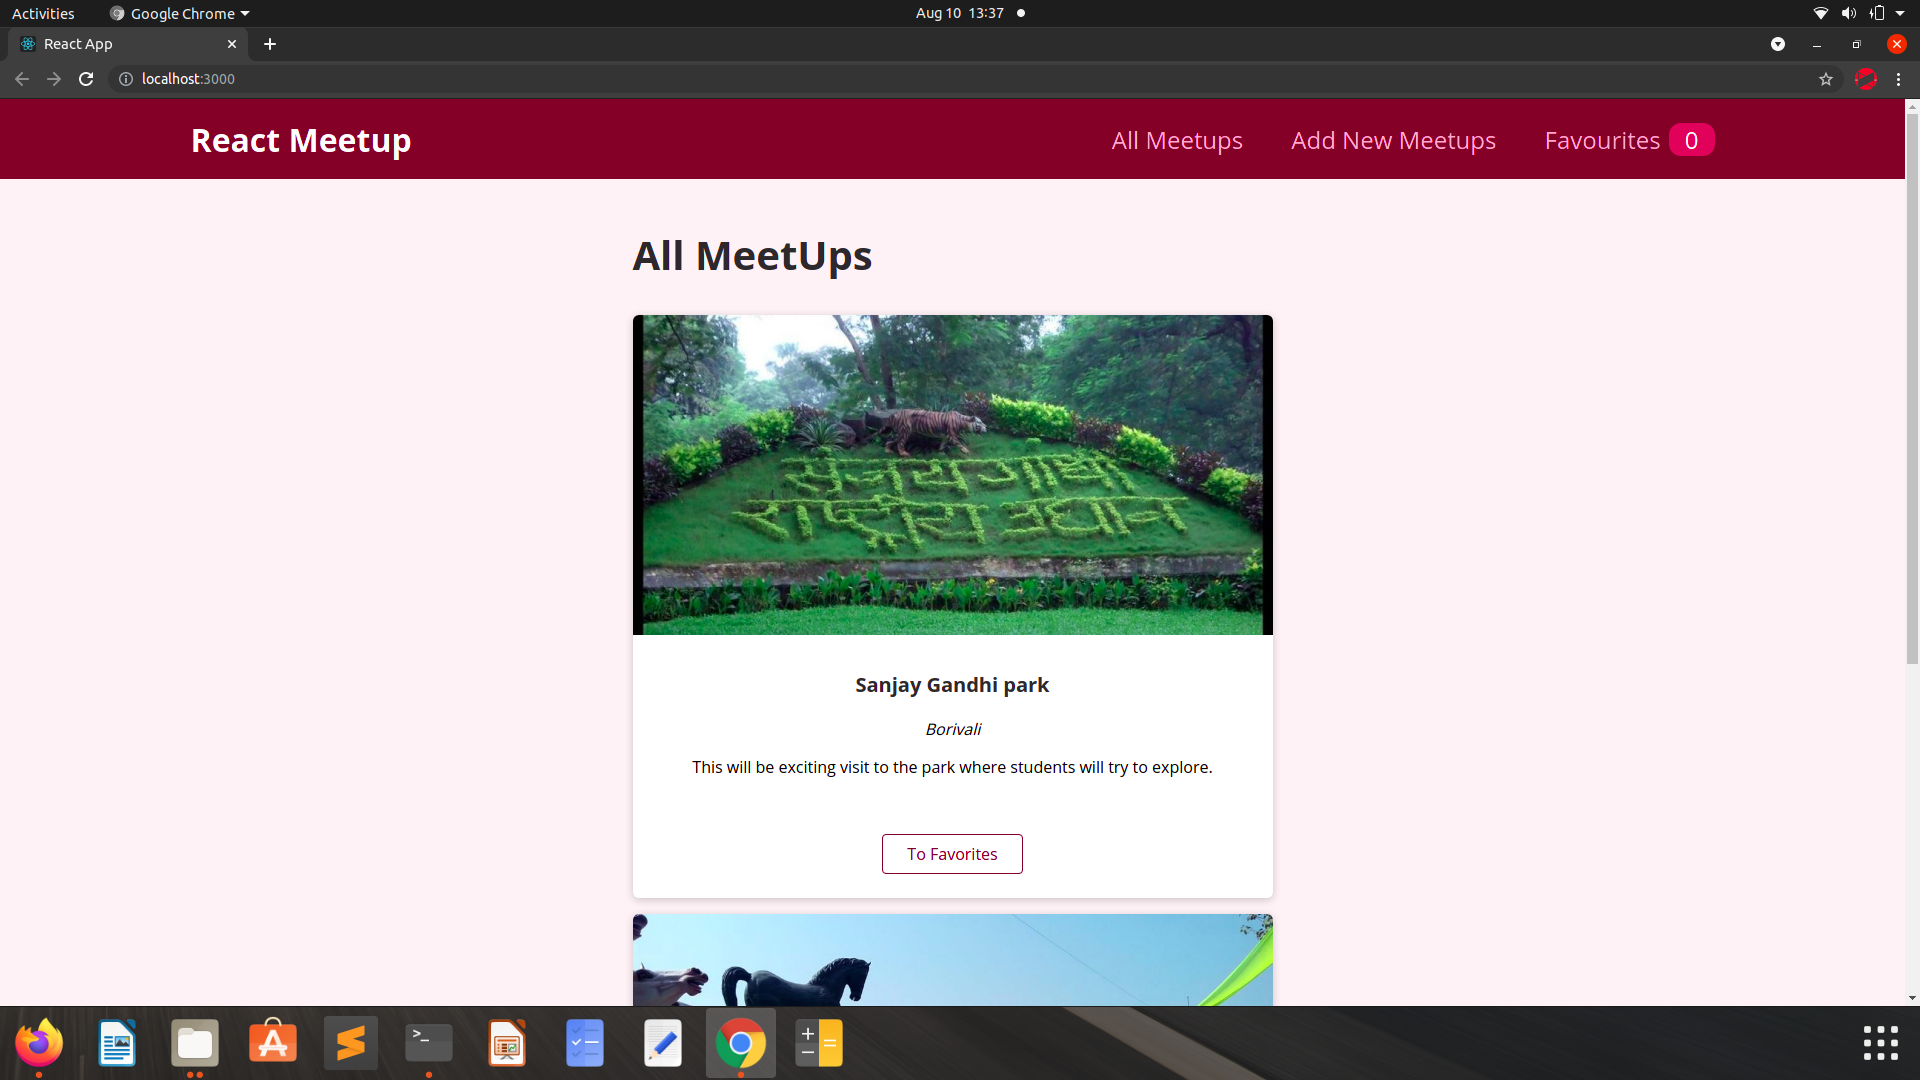 Activities
Google Chrome
Aug 10 13:37
React App
localhost:3000
React Meetup
All Meetups
Add New Meetups
Favourites 0
All MeetUps
संजय गांधी
राष्ट्रीय उद्यान
Sanjay Gandhi park
Borivali
This will be exciting visit to the park where students will try to explore.
To Favorites